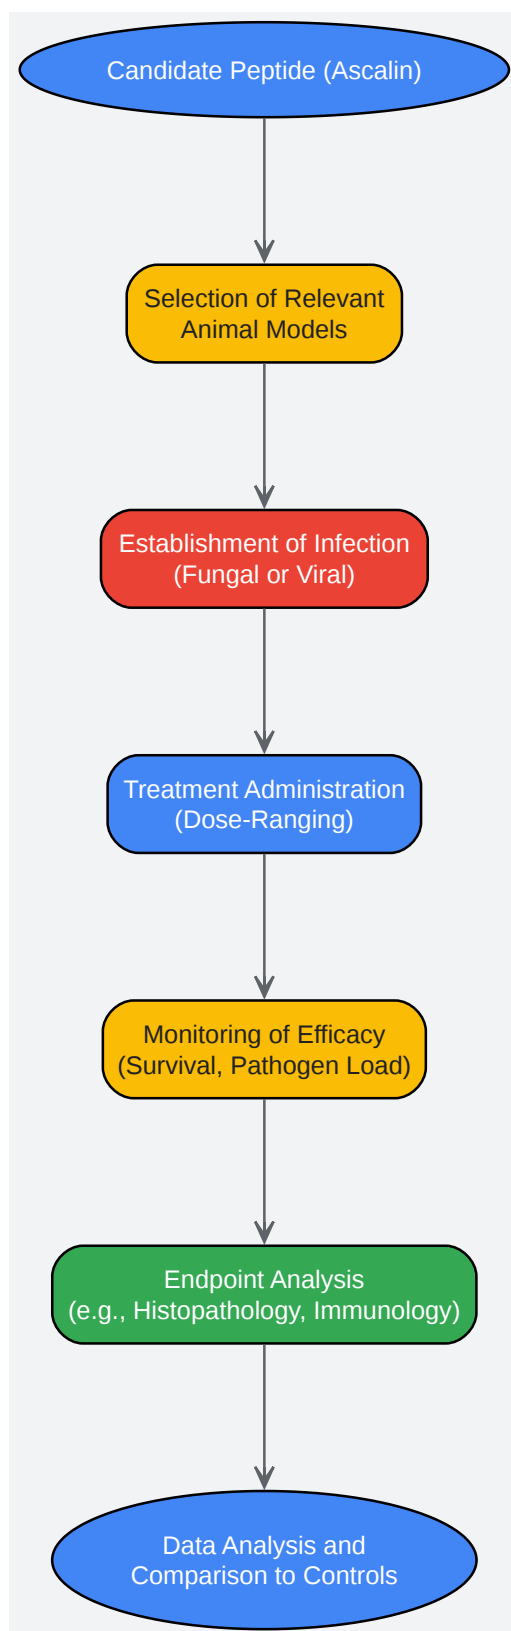 Candidate Peptide (Ascalin)
Selection of Relevant
Animal Models
Establishment of Infection
(Fungal or Viral)
Treatment Administration
(Dose-Ranging)
Monitoring of Efficacy
(Survival, Pathogen Load)
Endpoint Analysis
(e.g., Histopathology, Immunology)
Data Analysis and
Comparison to Controls